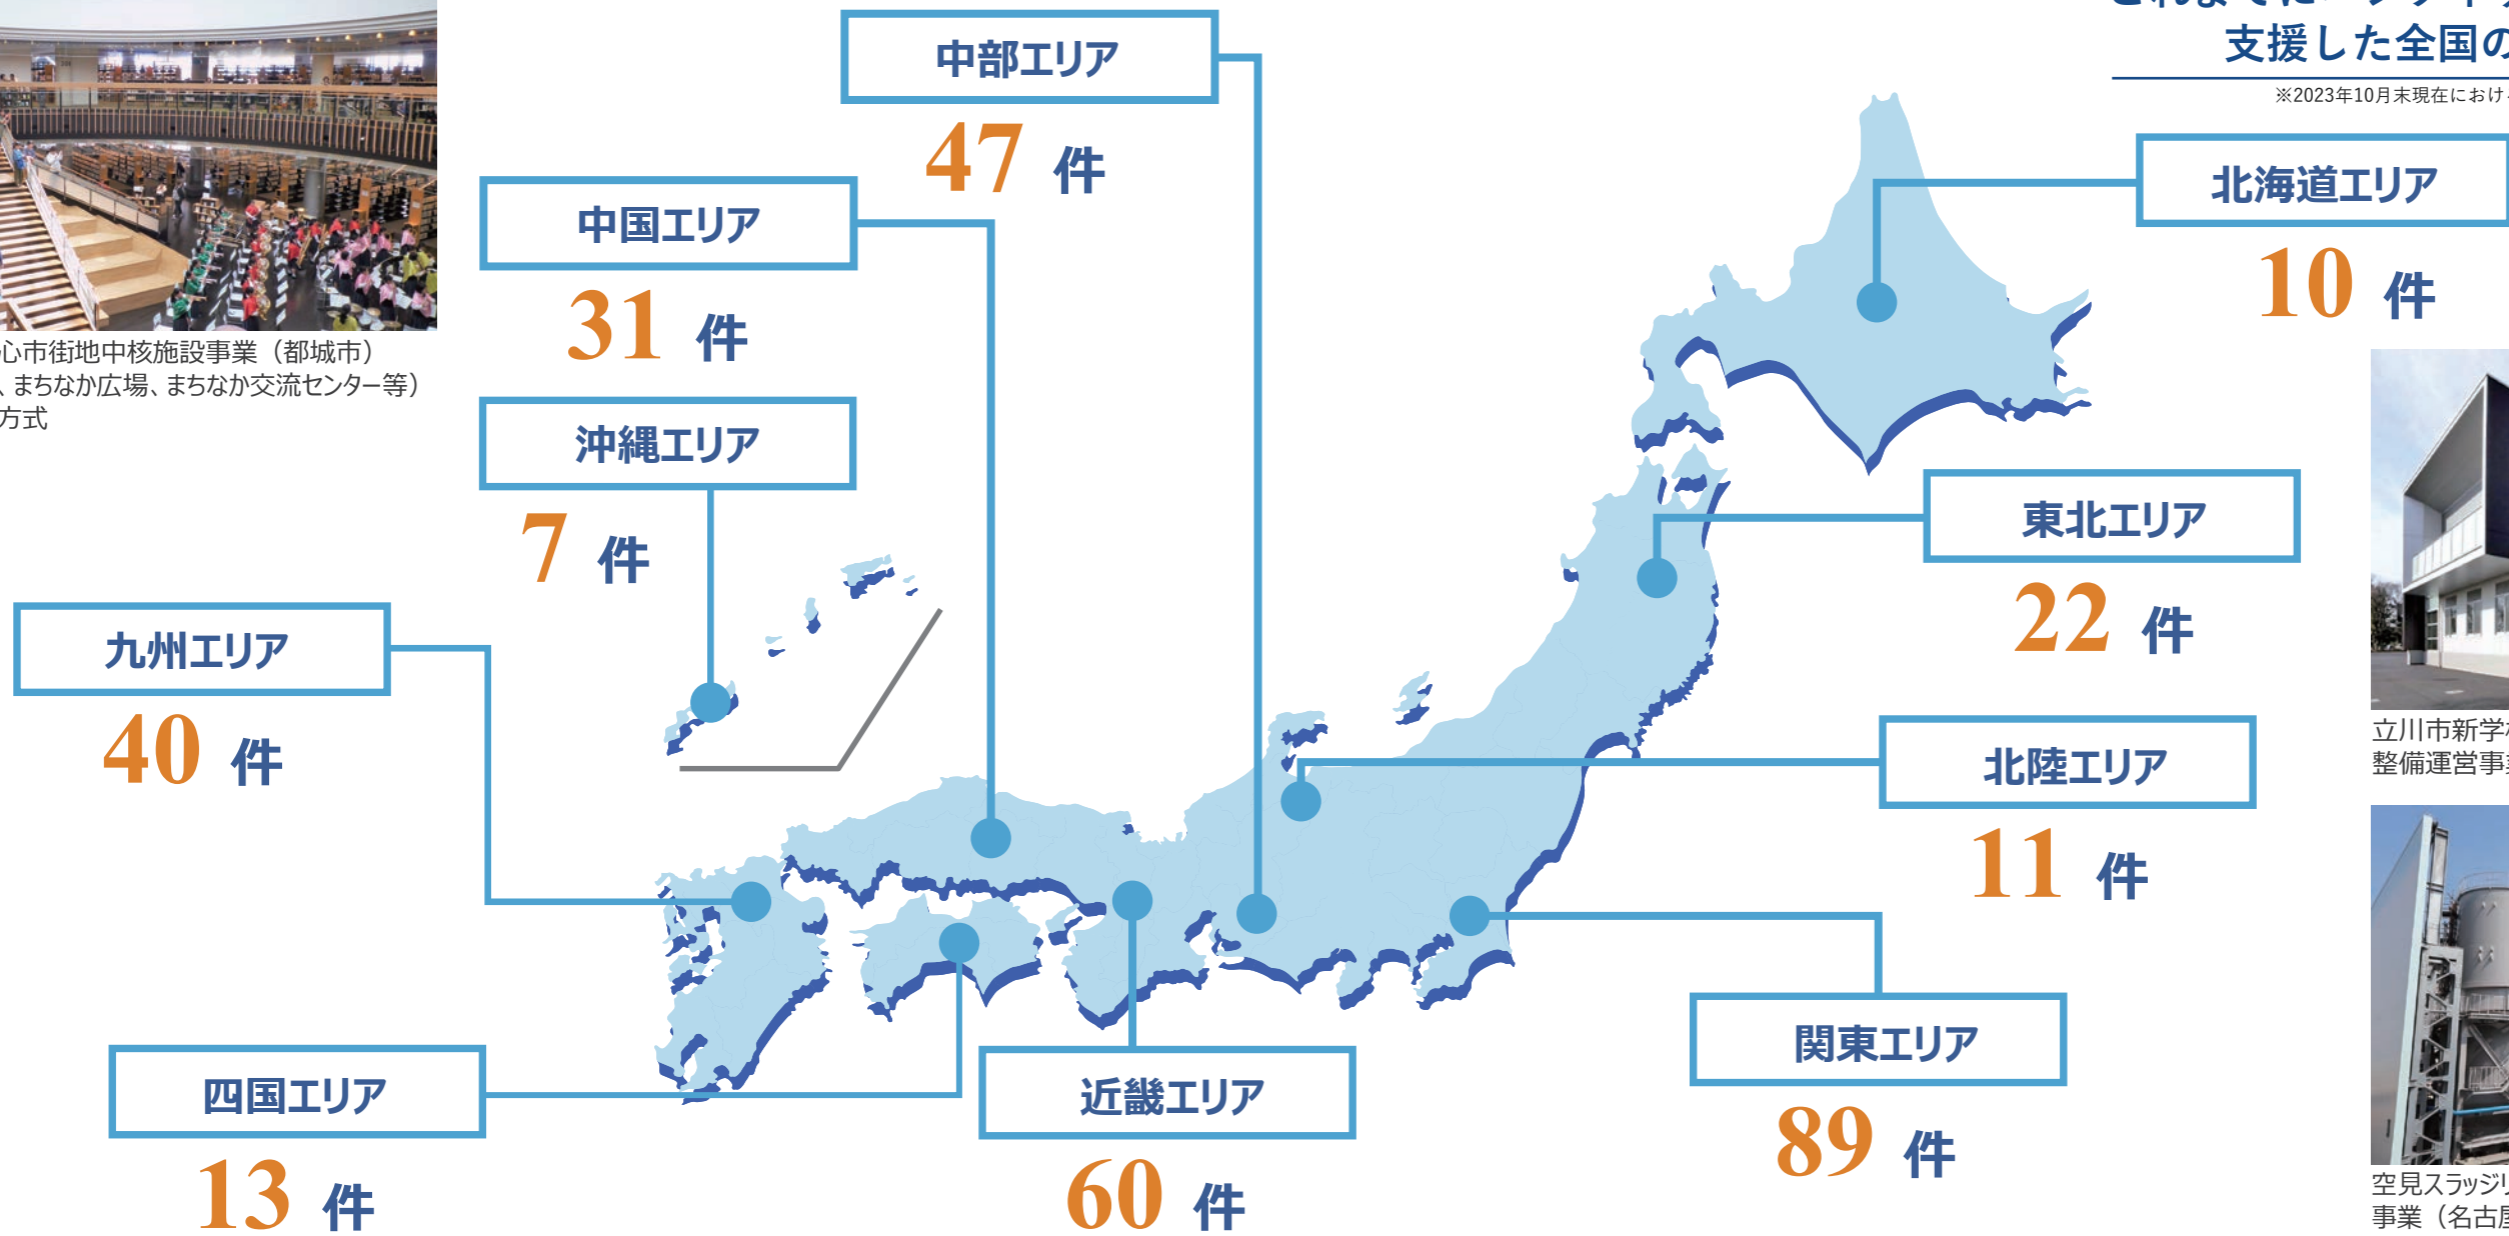 支援した全国の
※2023年10月末現在におけ
中部エリア
47 件
北海道エリア
10 件
中国エリア
31 件
心市街地中核施設事業（都城市）
、まちなか広場、まちなか交流センター等）
方式
沖縄エリア
7 件
東北エリア
22 件
九州エリア
40 件
北陸エリア
11 件
立川市新学
整備運営事
関東エリア
89 件
四国エリア
13 件
近畿エリア
60 件
空見スラッジリ
事業（名古屋